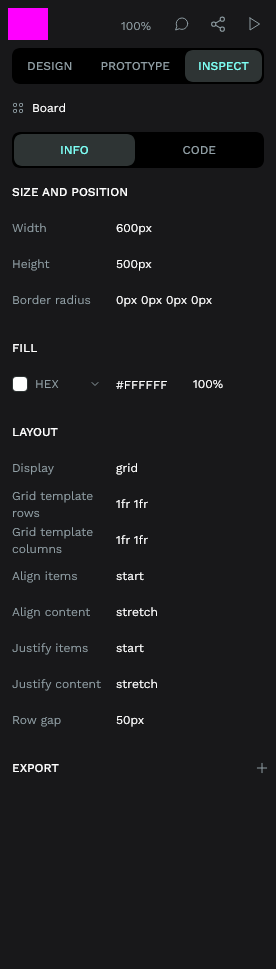 100%
DESIGN PROTOTYPE INSPECT
Board
INFO CODE
SIZE AND POSITION
Width 600px
Height 500px
Border radius 0px 0px 0px 0px
FILL
HEX #FFFFFF 100%
LAYOUT
Display grid
Grid template
rows 1fr 1fr
Grid template
columns 1fr 1fr
Align items start
Align content stretch
Justify items start
Justify content stretch
Row gap 50px
EXPORT